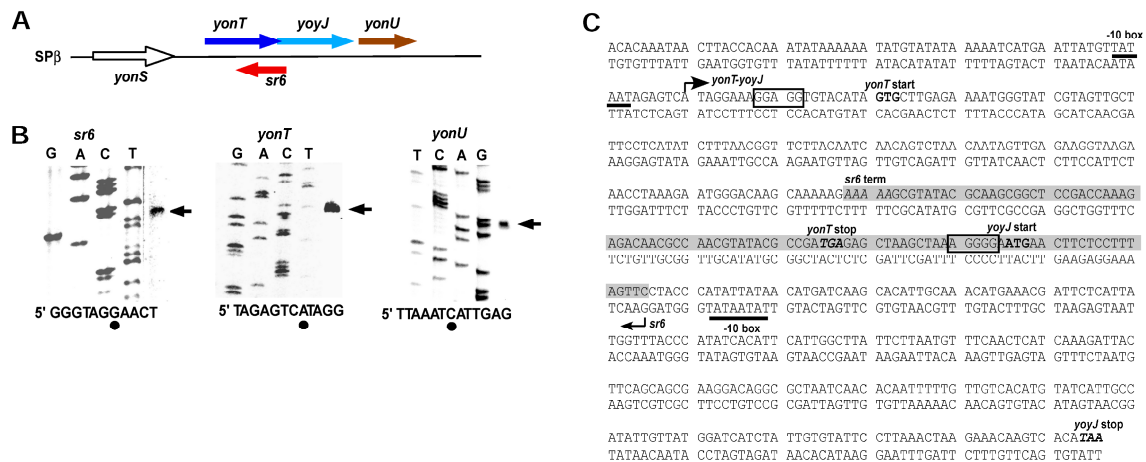 A
yonT yoyJ yonU
SPβ
yonS
sr6
B
sr6
G A C T
5' GGGTAGGAACT
yonT
G A C T
5' TAGAGTCATAGG
yonU
T C A G
5' TTAAATCATTGAG
C
-10 box
ACACAAATAA CTTACCACAA ATATAAAAAA TATGTATATA AAAATCATGA ATTATGTTAT
TGTGTTTATT GAATGGTGTT TATATTTTTT ATACATATAT TTTTAGTACT TAATACAATA
yonT-yoyJ yonT start
AATAGAGTCA TAGGAAAGGA GGTGTACATA GTGCTTGAGA AAATGGGTAT CGTAGTTGCT
TTATCTCAGT ATCCTTTCCT CCACATGTAT CACGAACTCT TTTACCCATA GCATCAACGA
TTCCTCATAT CTTTAACGGT TCTTACAATC AACAGTCTAA CAATAGTTGA GAAGGTAAGA
AAGGAGTATA GAAATTGCCA AGAATGTTAG TTGTCAGATT GTTATCAACT CTTCCATTCT
sr6 term
AACCTAAAGA ATGGGACAAG CAAAAAGAAA AAGCGTATAC GCAAGCGGCT CCGACCAAAG
TTGGATTTCT TACCCTGTTC GTTTTTCTTT TTCGCATATG CGTTCGCCGA GGCTGGTTTC
yonT stop yoyJ start
AGACAACGCC AACGTATACG CCGATGAGAG CTAAGCTAAA GGGGAATGAA CTTCTCCTTT
TCTGTTGCGG TTGCATATGC GGCTACTCTC GATTCGATTT CCCCTTACTT GAAGAGGAAA
AGTTCCTACC CATATTATAA CATGATCAAG CACATTGCAA ACATGAAACG ATTCTCATTA
TCAAGGATGG GTATAATATT GTACTAGTTC GTGTAACGTT TGTACTTTGC TAAGAGTAAT
sr6 -10 box
TGGTTTACCC ATATCACATT CATTGGCTTA TTCTTAATGT TTCAACTCAT CAAAGATTAC
ACCAAATGGG TATAGTGTAA GTAACCGAAT AAGAATTACA AAGTTGAGTA GTTTCTAATG
TTCAGCAGCG AAGGACAGGC GCTAATCAAC ACAATTTTTG TTGTCACATG TATCATTGCC
AAGTCGTCGC TTCCTGTCCG CGATTAGTTG TGTTAAAAAC AACAGTGTAC ATAGTAACGG
yoyJ stop
ATATTGTTAT GGATCATCTA TTGTGTATTC CTTAAACTAA GAAACAAGTC ACATAA
TATAACAATA CCTAGTAGAT AACACATAAG GAATTTGATT CTTTGTTCAG TGTATT